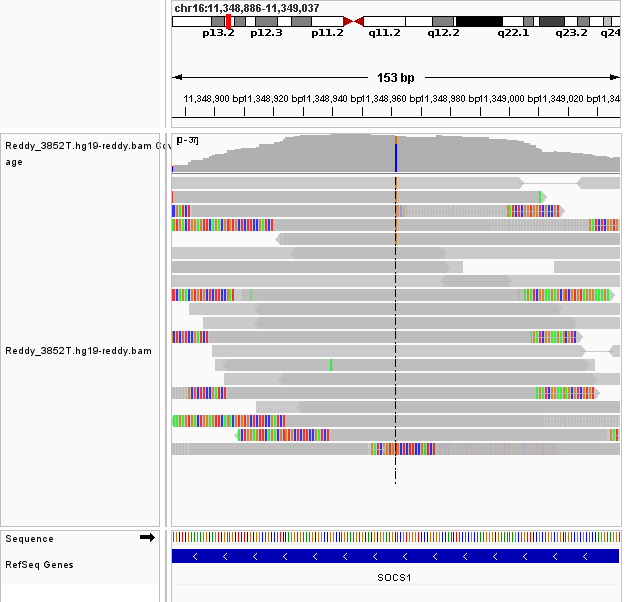 chr16:11,348,886-11,349,037
p13.2 p12.3 p11.2 q11.2 q12.2 q22.1 q23.2 q24
153 bp
11,348,900 bp 11,348,920 bp 11,348,940 bp 11,348,960 bp 11,348,980 bp 11,349,000 bp 11,349,020 bp 11,34
[0-37]
Reddy_3852T.hg19-reddy.bam Cov
age
Reddy_3852T.hg19-reddy.bam
Sequence
RefSeq Genes
SOCS1